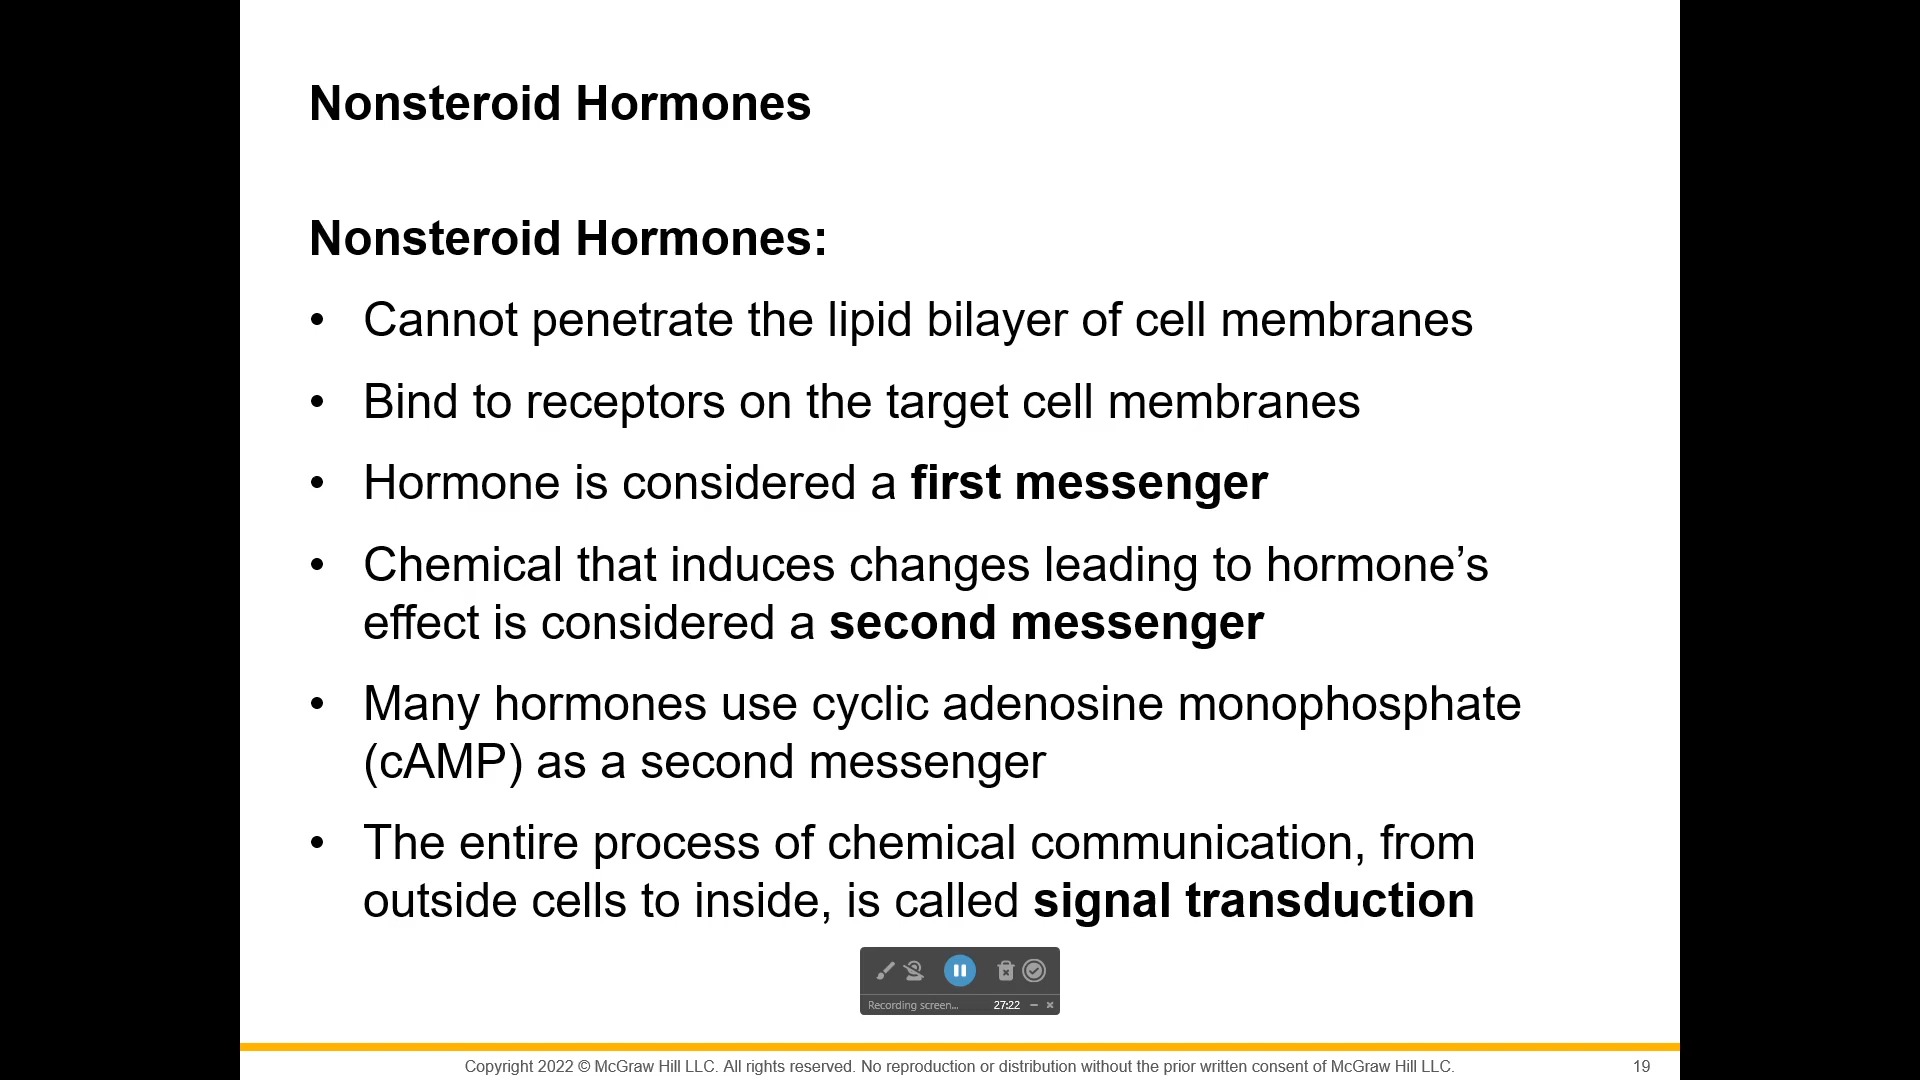 Nonsteroid Hormones
Nonsteroid Hormones:
• Cannot penetrate the lipid bilayer of cell membranes
• Bind to receptors on the target cell membranes
• Hormone is considered a first messenger
• Chemical that induces changes leading to hormone’s
effect is considered a second messenger
• Many hormones use cyclic adenosine monophosphate
(cAMP) as a second messenger
• The entire process of chemical communication, from
outside cells to inside, is called signal transduction
Recording screen... 27:22
Copyright 2022 © McGraw Hill LLC. All rights reserved. No reproduction or distribution without the prior written consent of McGraw Hill LLC. 19